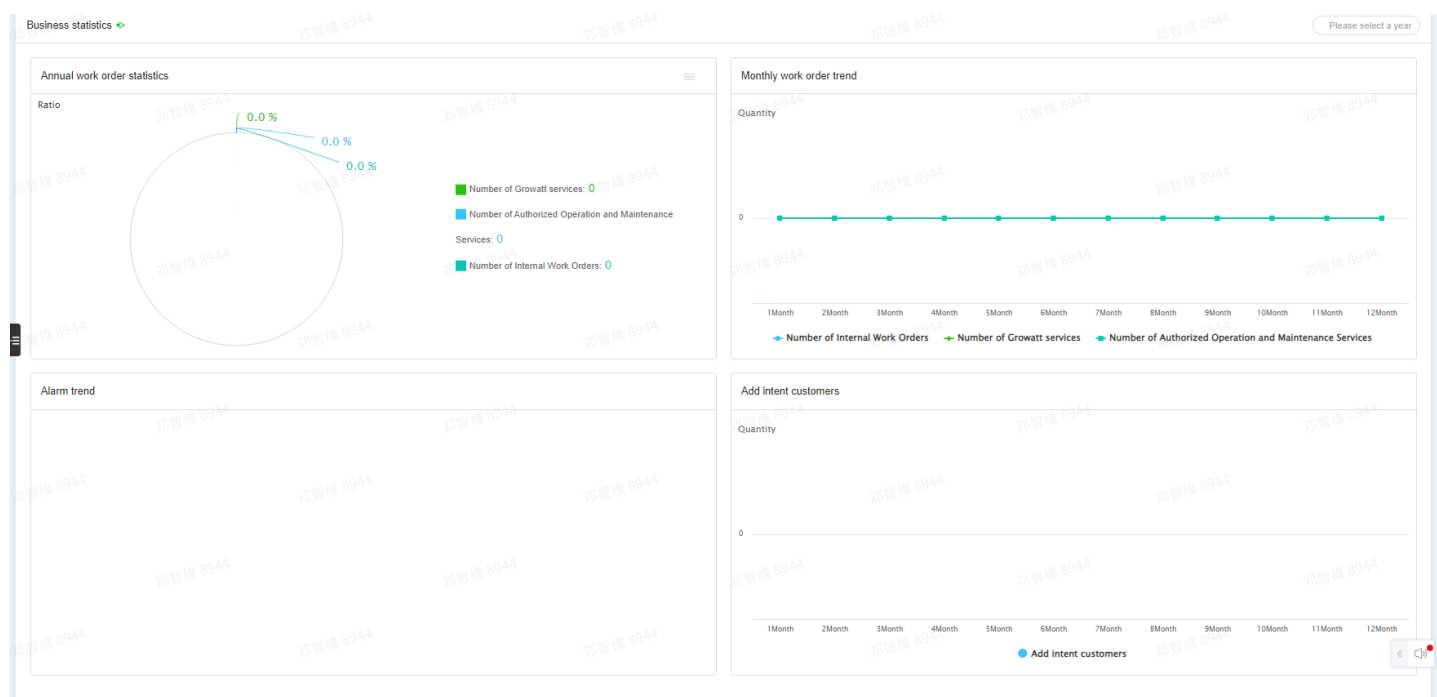 Business statistics
Please select a year
Annual work order statistics
Ratio
0.0 %
0.0 %
0.0 %
Number of Growatt services: 0
Number of Authorized Operation and Maintenance
Services: 0
Number of Internal Work Orders: 0
Monthly work order trend
Quantity
0
1Month 2Month 3Month 4Month 5Month 6Month 7Month 8Month 9Month 10Month 11Month 12Month
Number of Internal Work Orders Number of Growatt services Number of Authorized Operation and Maintenance Services
Alarm trend
Add intent customers
Quantity
0
1Month 2Month 3Month 4Month 5Month 6Month 7Month 8Month 9Month 10Month 11Month 12Month
Add intent customers
邓智维 8944